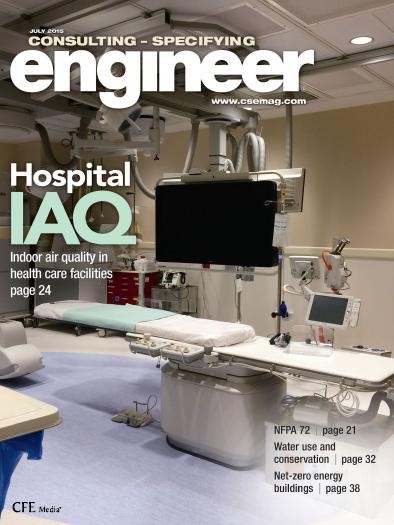 JULY 2015
CONSULTING - SPECIFYING
engineer
www.csemag.com
Hospital
IAQ
Indoor air quality in
health care facilities
page 24
NFPA 72 | page 21
Water use and
conservation | page 32
Net-zero energy
buildings | page 38
CFE Media